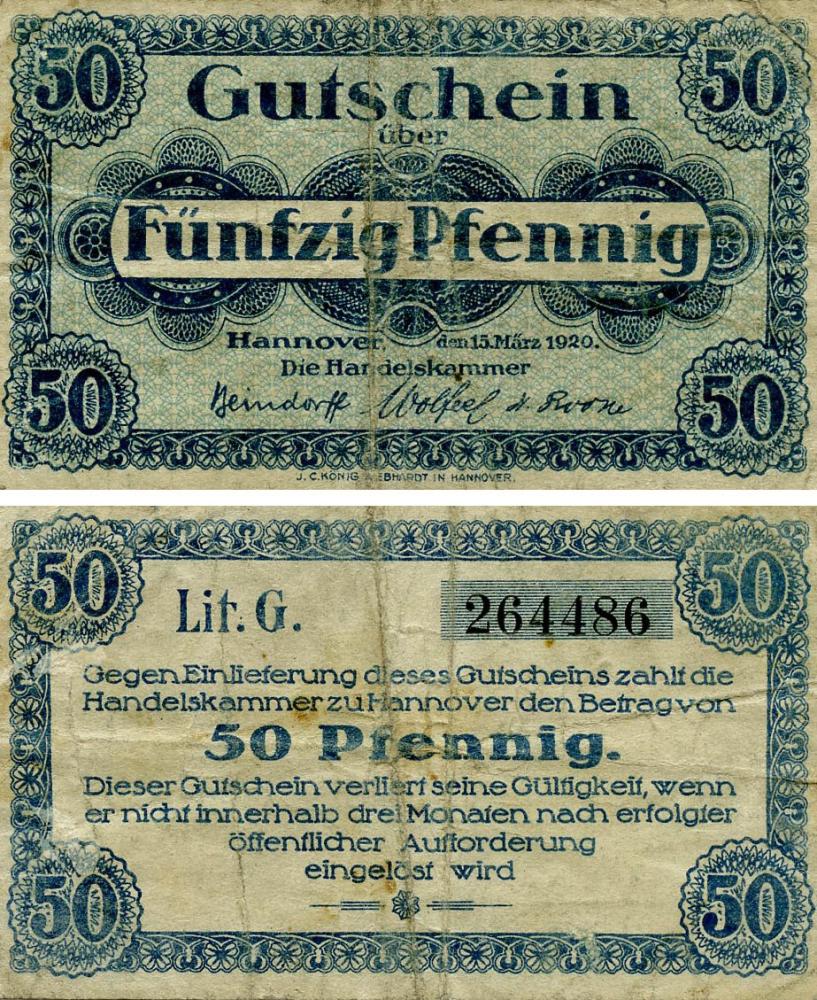 50 50
Gutschein
über
Fünfzig Pfennig
Hannover, den 15. März 1920.
Die Handelskammer
Beindorff
50 50
J. C. KÖNIG & EBHARDT IN HANNOVER.
50 50
Lit. G. 264486
Gegen Einlieferung dieses Gutscheins zahlt die
Handelskammer zu Hannover den Betrag von
50 Pfennig.
Dieser Gutschein verliert seine Gültigkeit, wenn
er nicht innerhalb drei Monaten nach erfolgter
öffentlicher Aufforderung
eingelöst wird
50 50